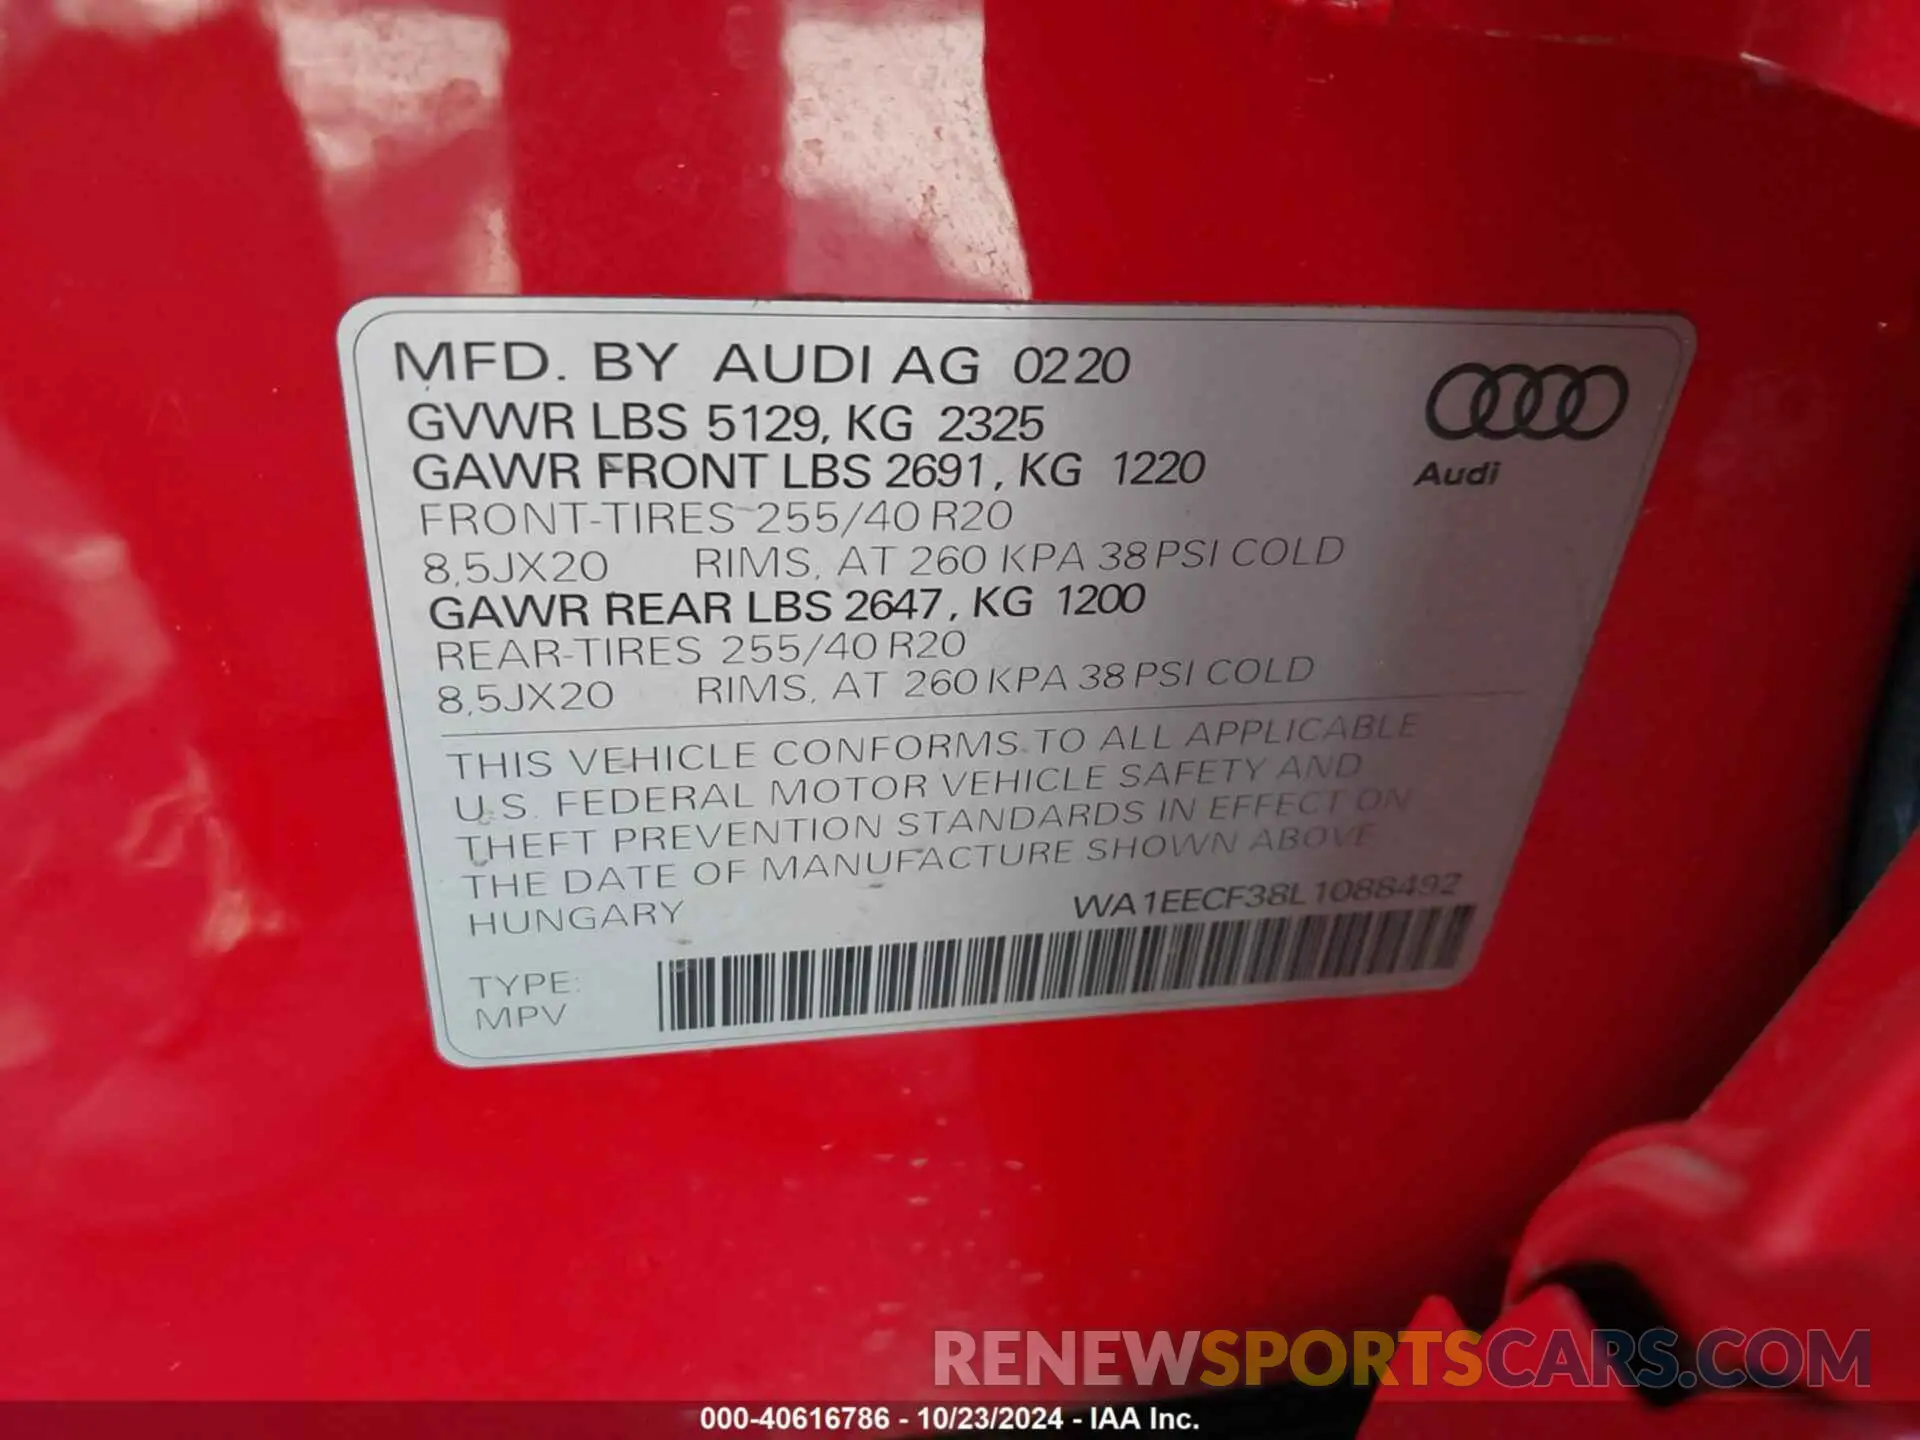 MFD. BY AUDI AG 0220
GVWR LBS 5129, KG 2325
GAWR FRONT LBS 2691, KG 1220
FRONT-TIRES 255/40 R20
8,5JX20 RIMS, AT 260 KPA 38 PSI COLD
GAWR REAR LBS 2647, KG 1200
REAR-TIRES 255/40 R20
8,5JX20 RIMS, AT 260 KPA 38 PSI COLD
Audi
THIS VEHICLE CONFORMS TO ALL APPLICABLE
U.S. FEDERAL MOTOR VEHICLE SAFETY AND
THEFT PREVENTION STANDARDS IN EFFECT ON
THE DATE OF MANUFACTURE SHOWN ABOVE
HUNGARY
WA1EECF38L1088492
TYPE:
MPV
RENEWSPORTSCARS.COM
000-40616786 - 10/23/2024 - IAA Inc.